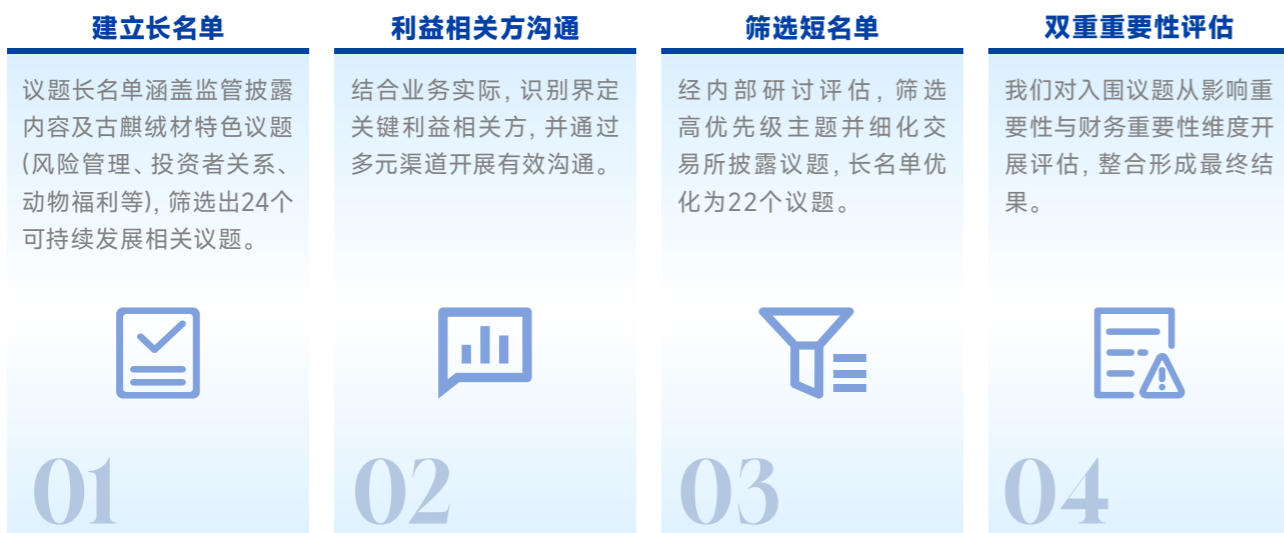 建立长名单
议题长名单涵盖监管披露
内容及古麒绒材特色议题
(风险管理、投资者关系、
动物福利等), 筛选出24个
可持续发展相关议题。
01
利益相关方沟通
结合业务实际, 识别界定
关键利益相关方, 并通过
多元渠道开展有效沟通。
02
筛选短名单
经内部研讨评估, 筛选
高优先级主题并细化交
易所披露议题, 长名单优
化为22个议题。
03
双重重要性评估
我们对入围议题从影响重
要性与财务重要性维度开
展评估, 整合形成最终结
果。
04